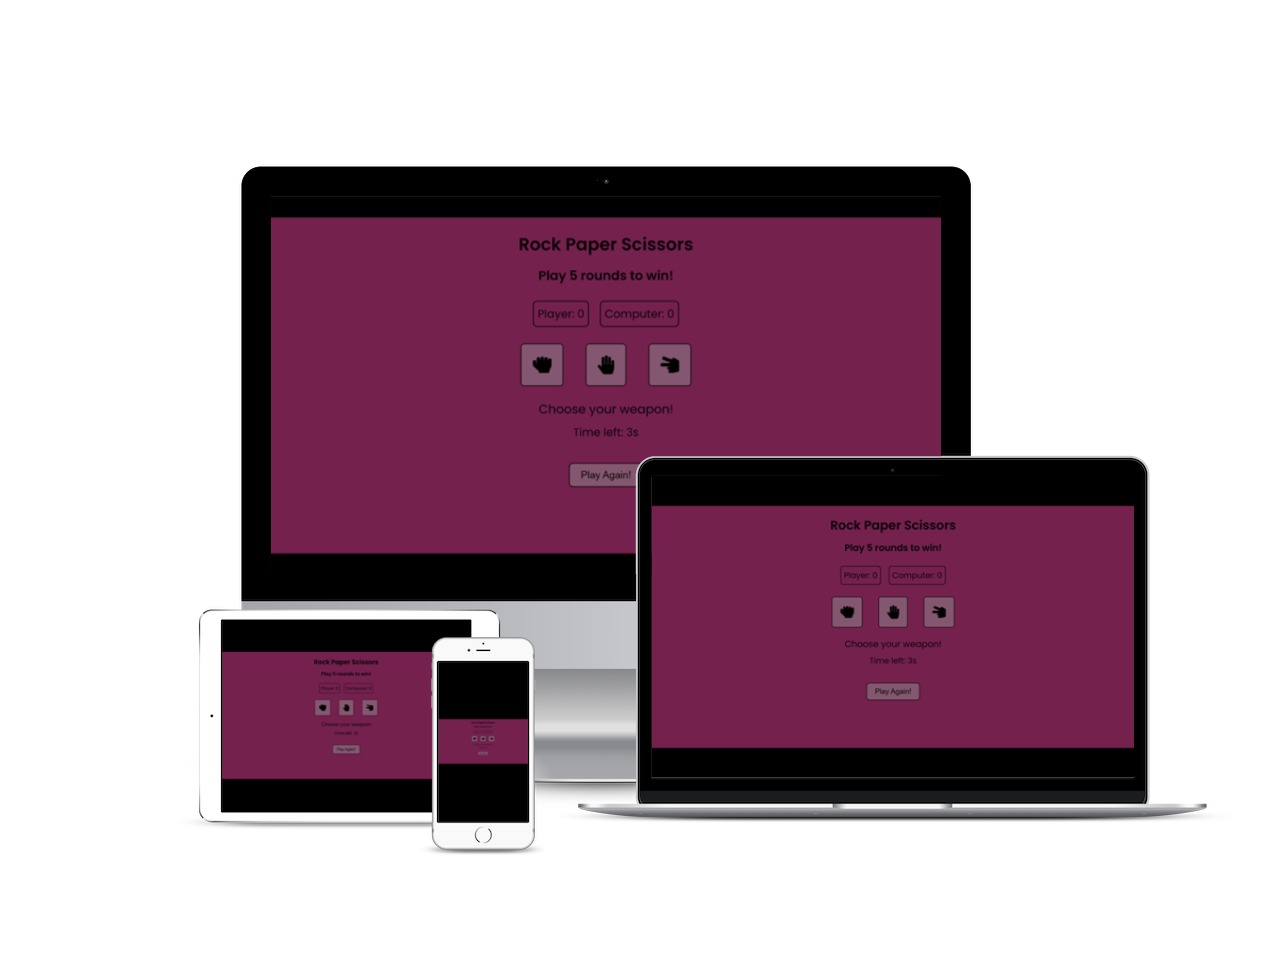 Rock Paper Scissors
Play 5 rounds to win!
Player: 0 Computer: 0
Choose your weapon!
Time left: 3s
Play Again!
Rock Paper Scissors
Play 5 rounds to win!
Player: 0 Computer: 0
Choose your weapon!
Time left: 3s
Play Again!
Rock Paper Scissors
Play 5 rounds to win!
Player: 0 Computer: 0
Choose your weapon!
Time left: 3s
Play Again!